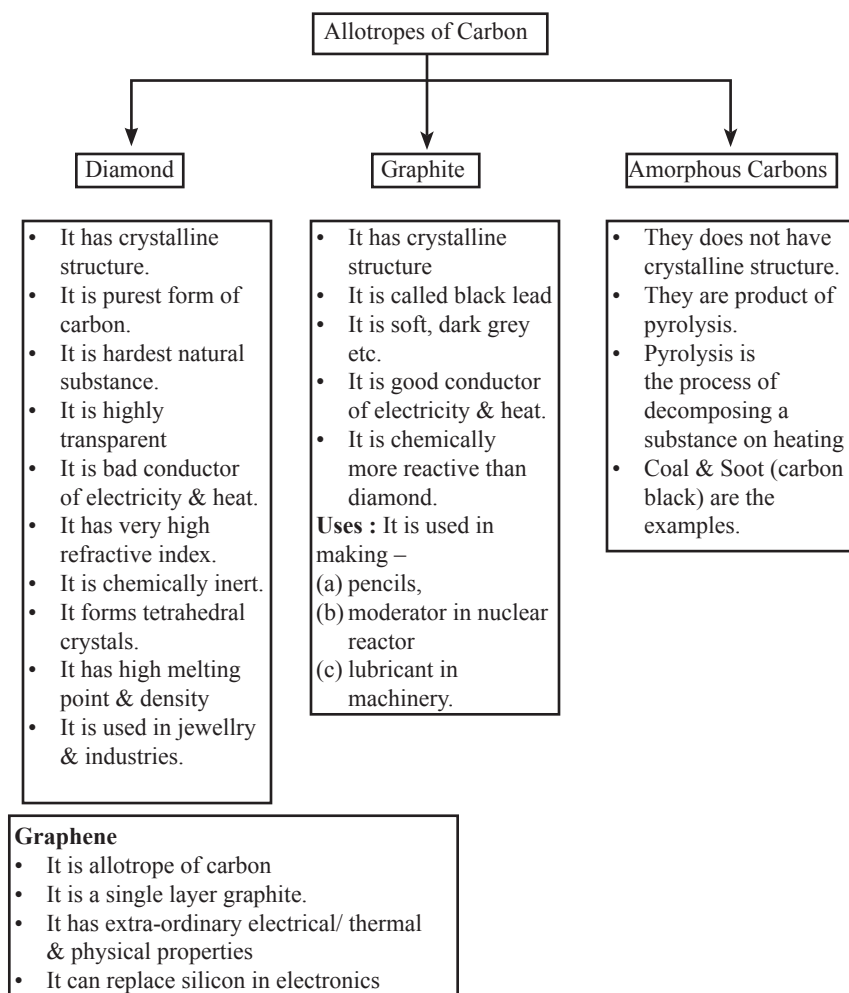 Allotropes of Carbon
Diamond
Graphite
Amorphous Carbons
• It has crystalline
structure.
• It is purest form of
carbon.
• It is hardest natural
substance.
• It is highly
transparent
• It is bad conductor
of electricity & heat.
• It has very high
refractive index.
• It is chemically inert.
• It forms tetrahedral
crystals.
• It has high melting
point & density
• It is used in jewellry
& industries.
• It has crystalline
structure
• It is called black lead
• It is soft, dark grey
etc.
• It is good conductor
of electricity & heat.
• It is chemically
more reactive than
diamond.
Uses : It is used in
making –
(a) pencils,
(b) moderator in nuclear
reactor
(c) lubricant in
machinery.
• They does not have
crystalline structure.
• They are product of
pyrolysis.
• Pyrolysis is
the process of
decomposing a
substance on heating
• Coal & Soot (carbon
black) are the
examples.
Graphene
• It is allotrope of carbon
• It is a single layer graphite.
• It has extra-ordinary electrical/ thermal
& physical properties
• It can replace silicon in electronics